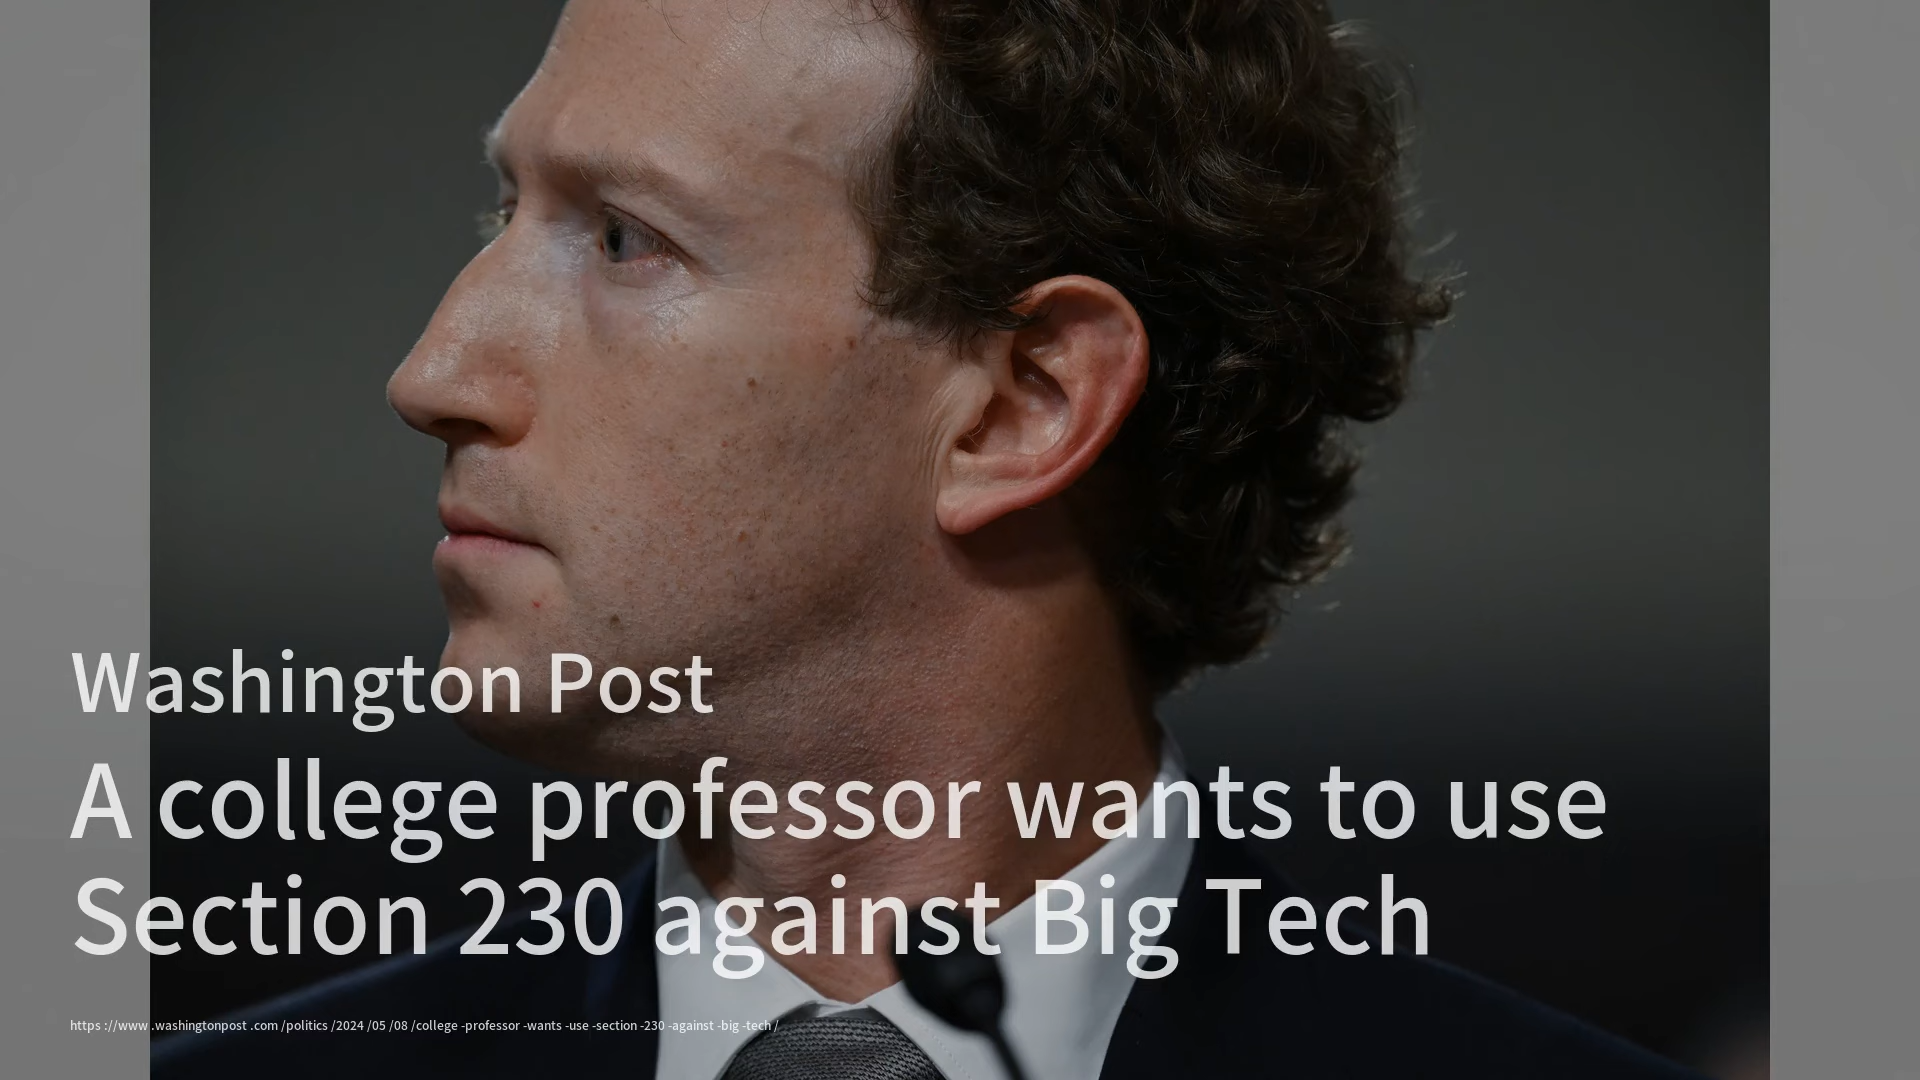 Washington Post
A college professor wants to use
Section 230 against Big Tech
https ://www .washingtonpost .com /politics /2024 /05 /08 /college -professor -wants -use -section -230 -against -big -tech /